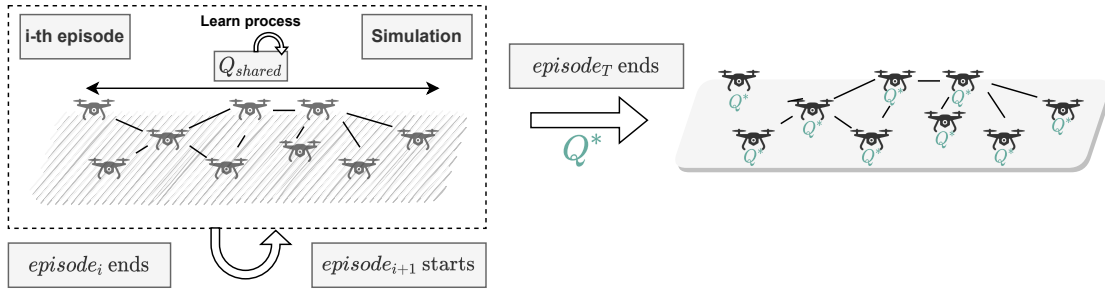 Learn process
i-th episode
Simulation
Q_shared
episode_i ends
episode_{i+1} starts
episode_T ends
Q*
Q*
Q*
Q*
Q*
Q*
Q*
Q*
Q*
Q*